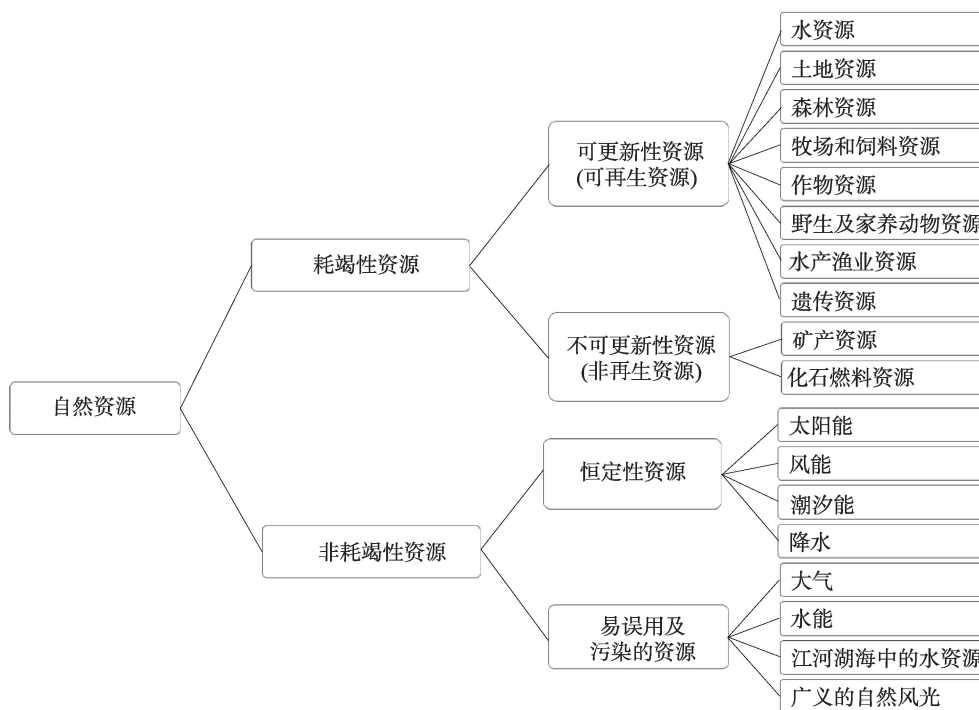 自然资源
耗竭性资源
非耗竭性资源
可更新性资源
(可再生资源)
不可更新性资源
(非再生资源)
恒定性资源
易误用及
污染的资源
水资源
土地资源
森林资源
牧场和饲料资源
作物资源
野生及家养动物资源
水产渔业资源
遗传资源
矿产资源
化石燃料资源
太阳能
风能
潮汐能
降水
大气
水能
江河湖海中的水资源
广义的自然风光